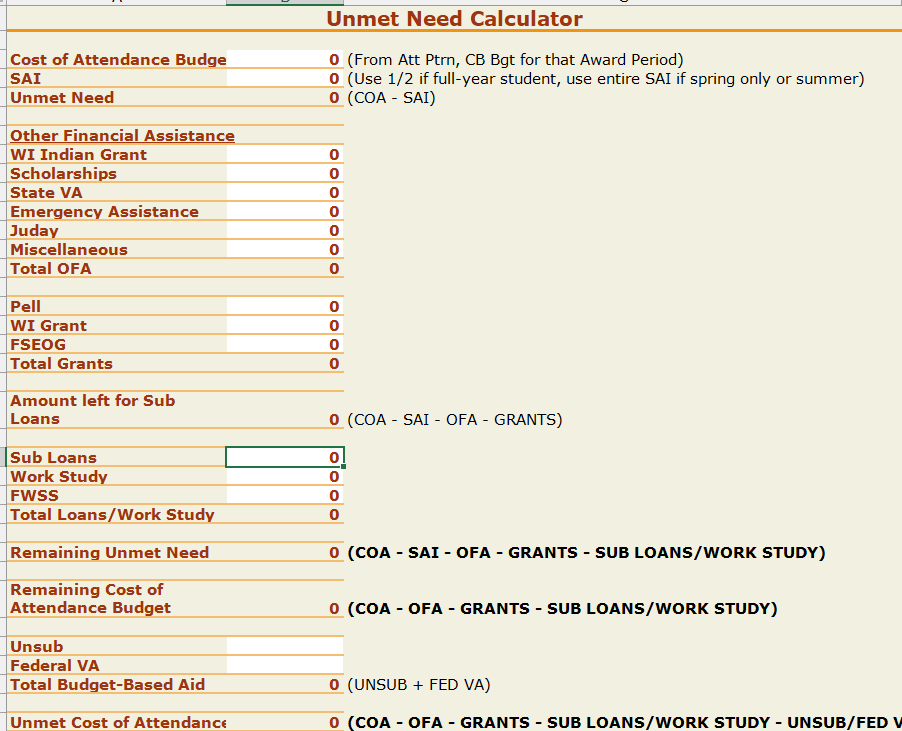 Unmet Need Calculator
Cost of Attendance Budge 0 (From Att Ptrn, CB Bgt for that Award Period)
SAI 0 (Use 1/2 if full-year student, use entire SAI if spring only or summer)
Unmet Need 0 (COA - SAI)
Other Financial Assistance
WI Indian Grant 0
Scholarships 0
State VA 0
Emergency Assistance 0
Juday 0
Miscellaneous 0
Total OFA 0
Pell 0
WI Grant 0
FSEOG 0
Total Grants 0
Amount left for Sub
Loans 0 (COA - SAI - OFA - GRANTS)
Sub Loans 0
Work Study 0
FWSS 0
Total Loans/Work Study 0
Remaining Unmet Need 0 (COA - SAI - OFA - GRANTS - SUB LOANS/WORK STUDY)
Remaining Cost of
Attendance Budget 0 (COA - OFA - GRANTS - SUB LOANS/WORK STUDY)
Unsub
Federal VA
Total Budget-Based Aid 0 (UNSUB + FED VA)
Unmet Cost of Attendance 0 (COA - OFA - GRANTS - SUB LOANS/WORK STUDY - UNSUB/FED V